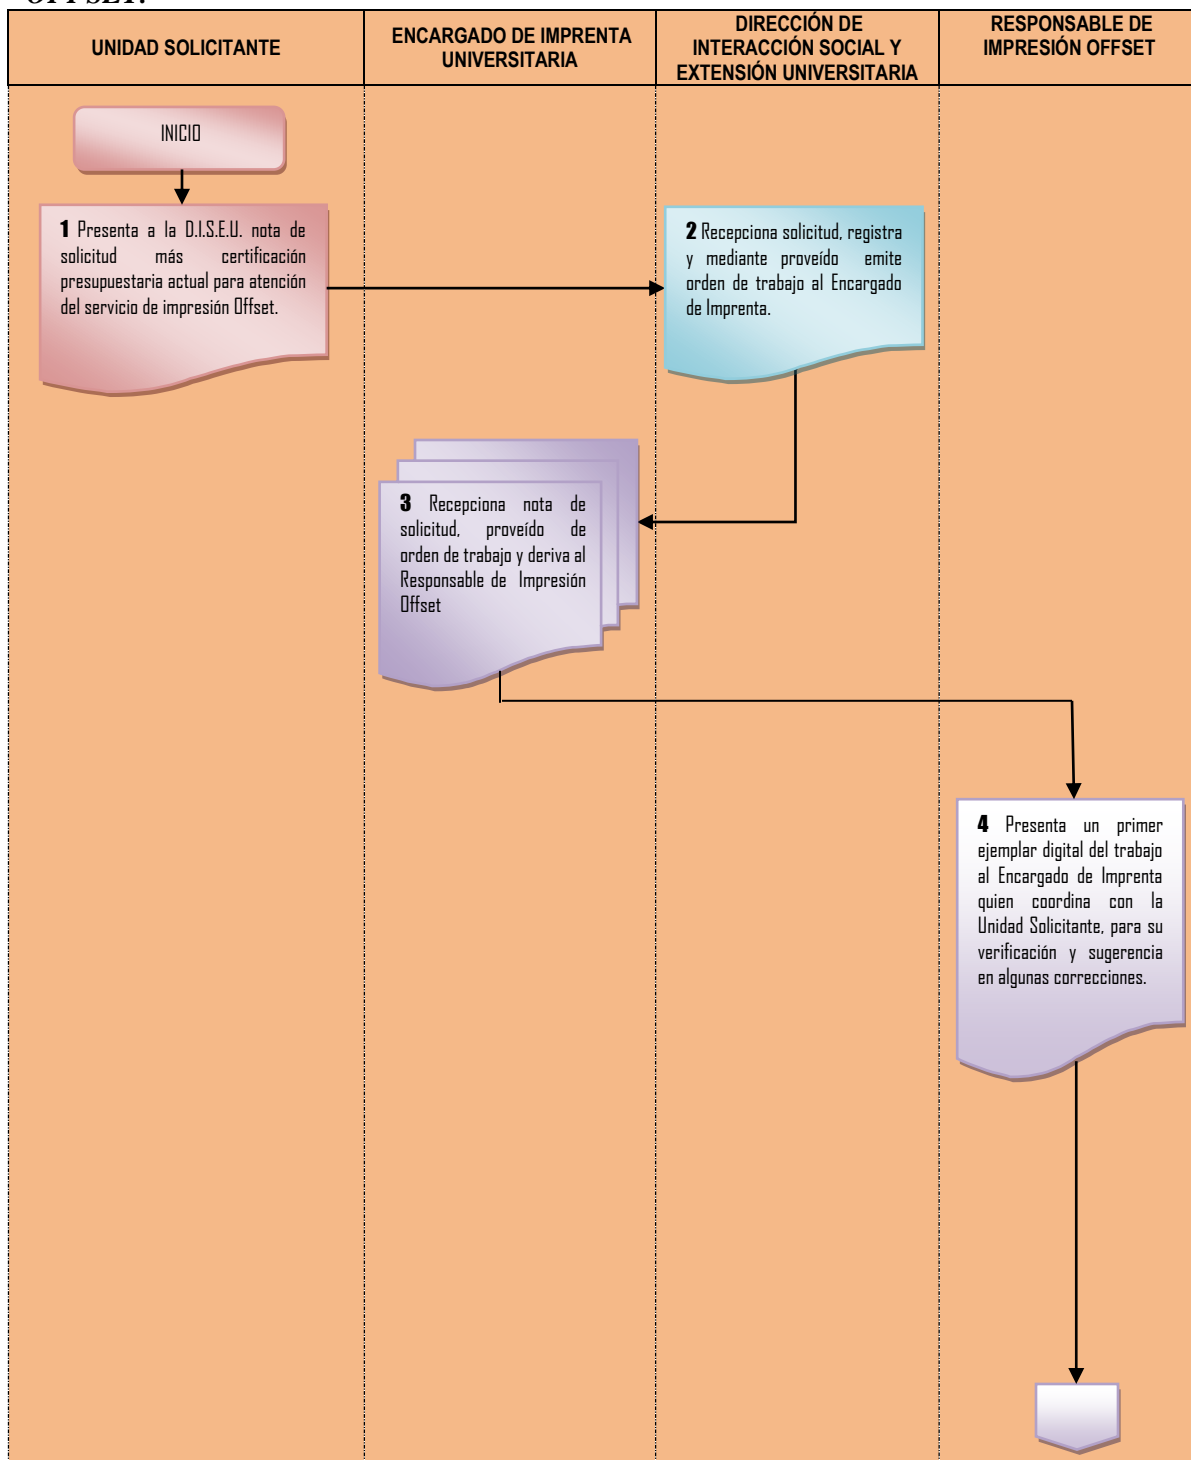 OFFSET:
UNIDAD SOLICITANTE
ENCARGADO DE IMPRENTA
UNIVERSITARIA
DIRECCIÓN DE
INTERACCIÓN SOCIAL Y
EXTENSIÓN UNIVERSITARIA
RESPONSABLE DE
IMPRESIÓN OFFSET
INICIO
1 Presenta a la D.I.S.E.U. nota de
solicitud más certificación
presupuestaria actual para atención
del servicio de impresión Offset.
2 Recepciona solicitud, registra
y mediante proveído emite
orden de trabajo al Encargado
de Imprenta.
3 Recepciona nota de
solicitud, proveído de
orden de trabajo y deriva al
Responsable de Impresión
Offset
4 Presenta un primer
ejemplar digital del trabajo
al Encargado de Imprenta
quien coordina con la
Unidad Solicitante, para su
verificación y sugerencia
en algunas correcciones.